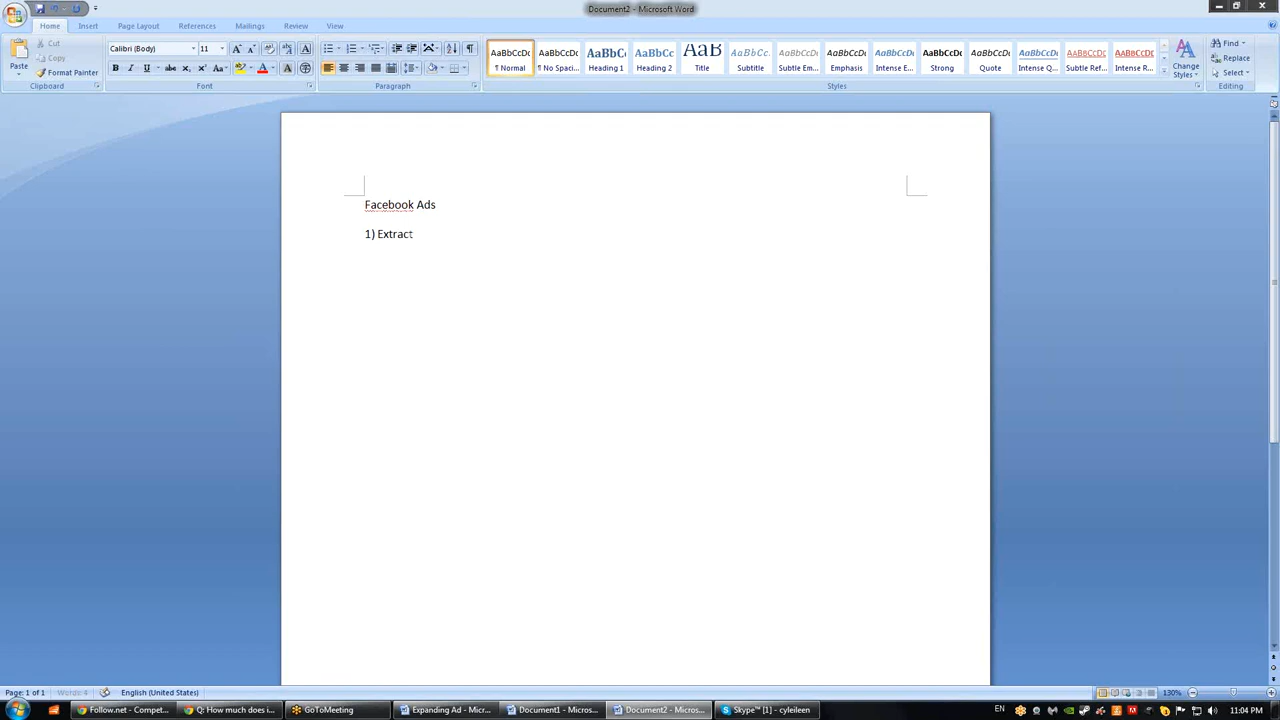 Document2 - Microsoft Word
Home Insert Page Layout References Mailings Review View
Paste
Cut
Copy
Format Painter
Calibri (Body) 11
AaBbCcDc AaBbCcDc AaBbCc AaBbCc AaB AaBbCc. AaBbCcDc AaBbCcDc AaBbCcDc AaBbCcDc AaBbCcDc AaBbCcDc AaBbCcDc AaBbCcDc
¶ Normal ¶ No Spaci... Heading 1 Heading 2 Title Subtitle Subtle Em... Emphasis Intense E... Strong Quote Intense Q... Subtle Ref... Intense R...
Change Styles
Find
Replace
Select
Clipboard Font Paragraph Styles Editing
Facebook Ads
1) Extract
Page: 1 of 1 Words: 4 English (United States) 130%
Follow.net - Compet... Q: How much does i... GoToMeeting Expanding Ad - Micr... Document1 - Micros... Document2 - Micros... Skype™ [1] - cyleileen EN 11:04 PM